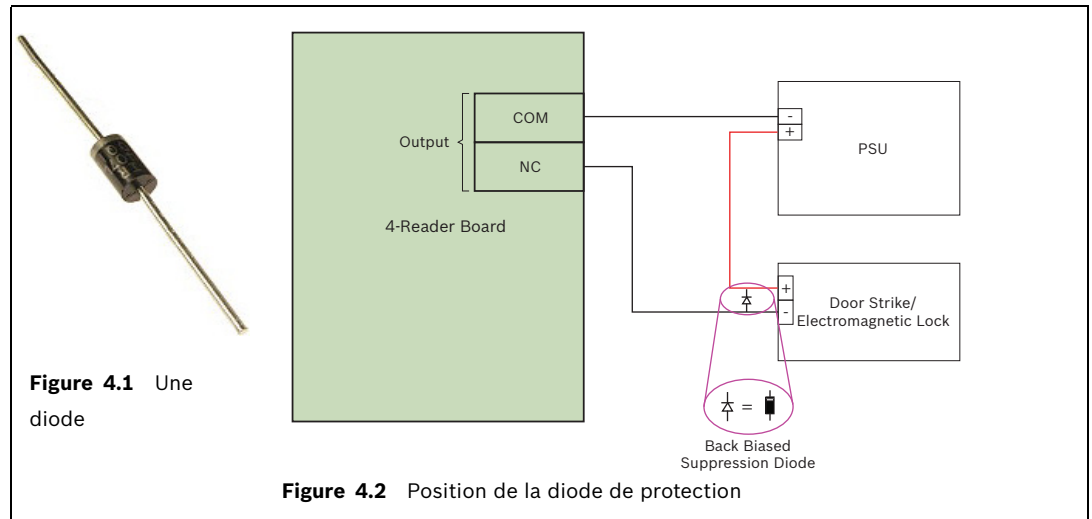 Figure 4.1 Une
diode
Output
COM
NC
4-Reader Board
-
+
PSU
+
-
Door Strike/
Electromagnetic Lock
=
Back Biased
Suppression Diode
Figure 4.2 Position de la diode de protection